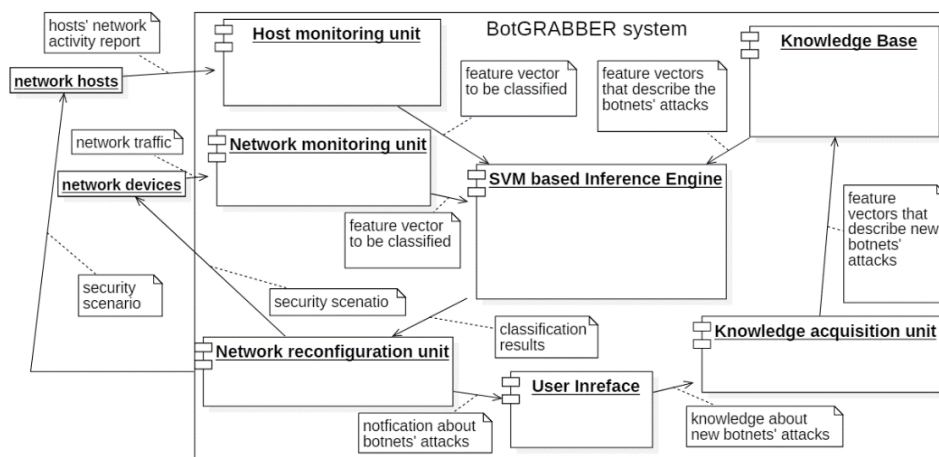 hosts' network
activity report
Host monitoring unit
BotGRABBER system
Knowledge Base
network hosts
feature vector
to be classified
feature vectors
that describe the
botnets' attacks
network traffic
Network monitoring unit
network devices
SVM based Inference Engine
feature
vectors that
describe new
botnets'
attacks
feature vector
to be classified
security
scenario
security scenatio
classification
results
Network reconfiguration unit
Knowledge acquisition unit
User Inreface
notfication about
botnets' attacks
knowledge about
new botnets' attacks